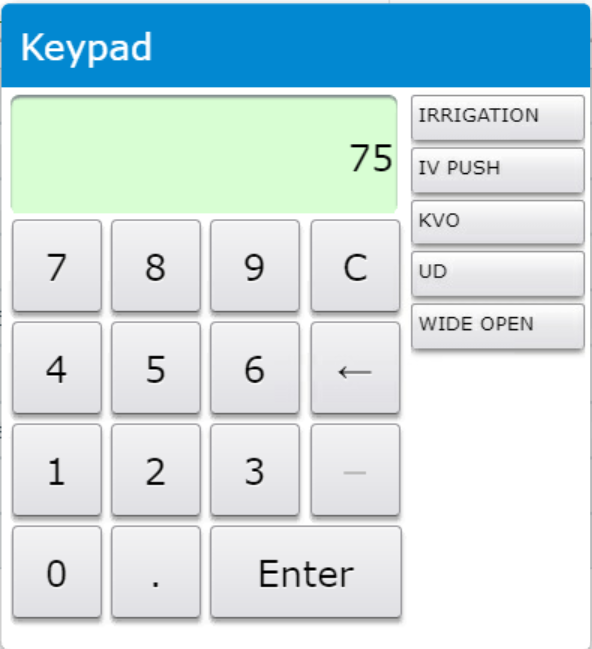 Keypad
75
IRRIGATION
IV PUSH
KVO
UD
WIDE OPEN
7 8 9 C
4 5 6 ←
1 2 3 –
0 . Enter